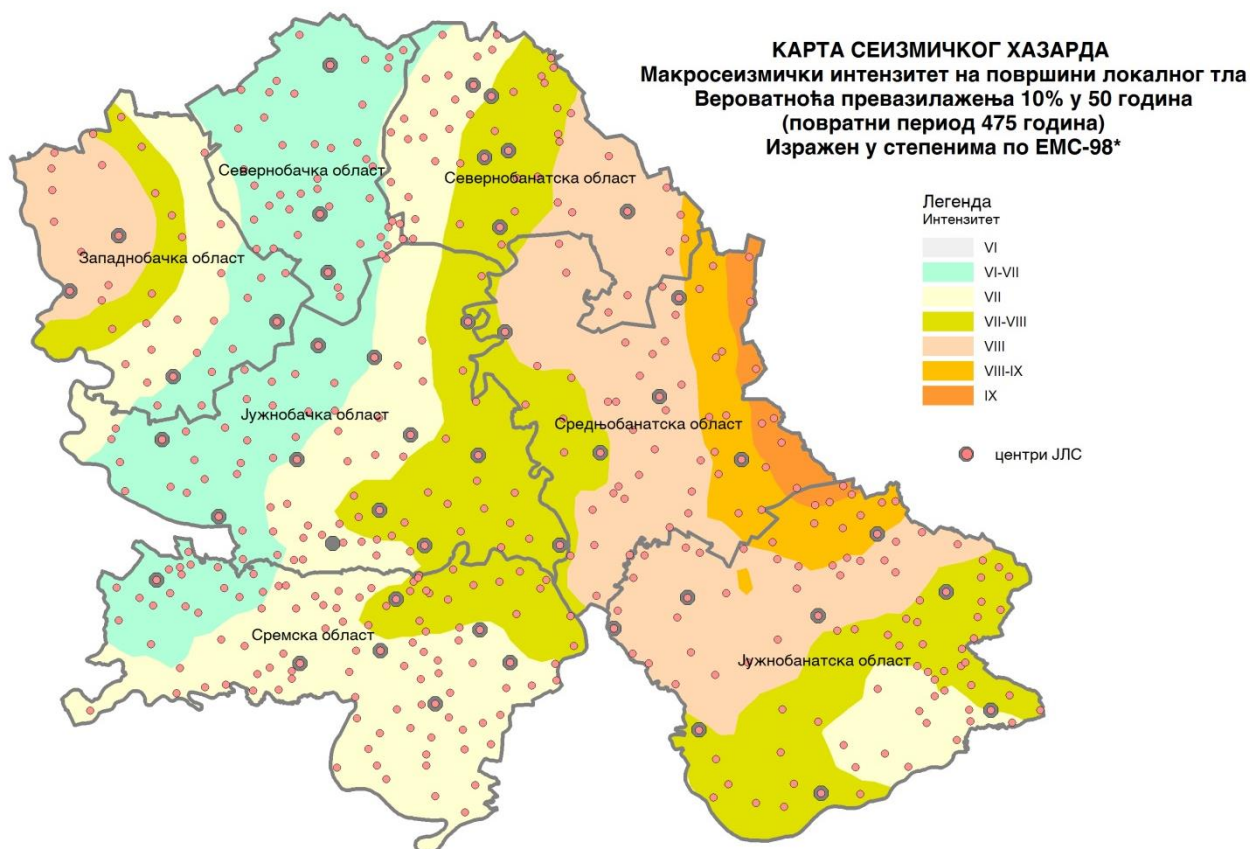 КАРТА СЕИЗМИЧКОГ ХАЗАРДА
Макросеизмички интензитет на површини локалног тла
Вероватноћа превазилажења 10% у 50 година
(повратни период 475 година)
Изражен у степенима по ЕМС-98*
Севернобачка област
Севернобанатска област
Западнобачка област
Јужнобачка област
Средњобанатска област
Сремска област
Јужнобанатска област
Легенда
Интензитет
VI
VI-VII
VII
VII-VIII
VIII
VIII-IX
IX
центри ЈЛС